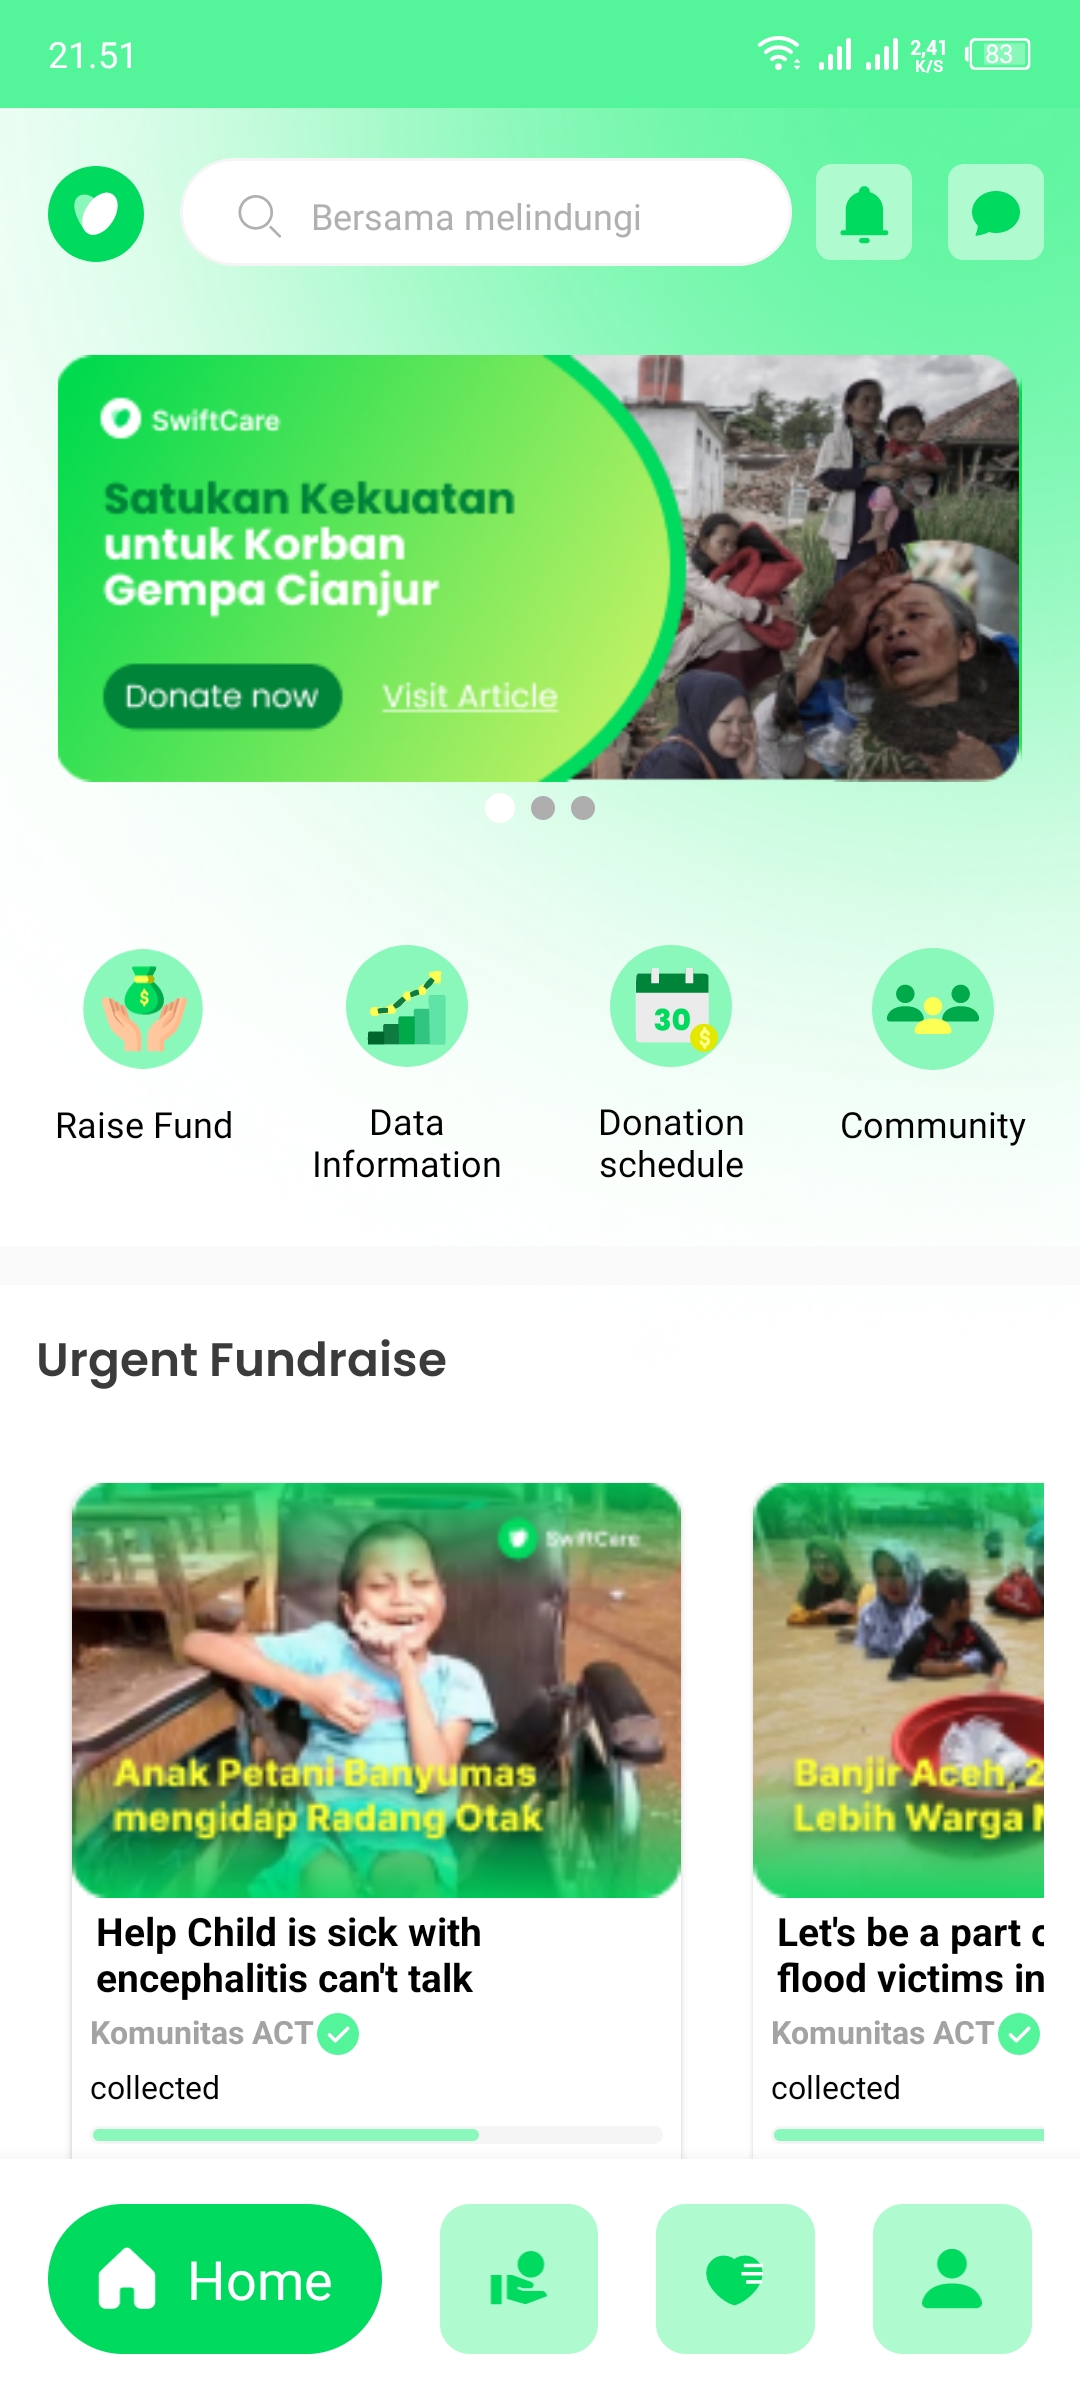 21.51
2,41
K/S
83
Bersama melindungi
SwiftCare
Satukan Kekuatan
untuk Korban
Gempa Cianjur
Donate now
Visit Article
$
30
$
Raise Fund
Data
Information
Donation
schedule
Community
Urgent Fundraise
SwiftCare
Anak Petani Banyumas
mengidap Radang Otak
Banjir Aceh, 2
Lebih Warga
Help Child is sick with
encephalitis can't talk
Let's be a part
flood victims in
Komunitas ACT
Komunitas ACT
collected
collected
Home